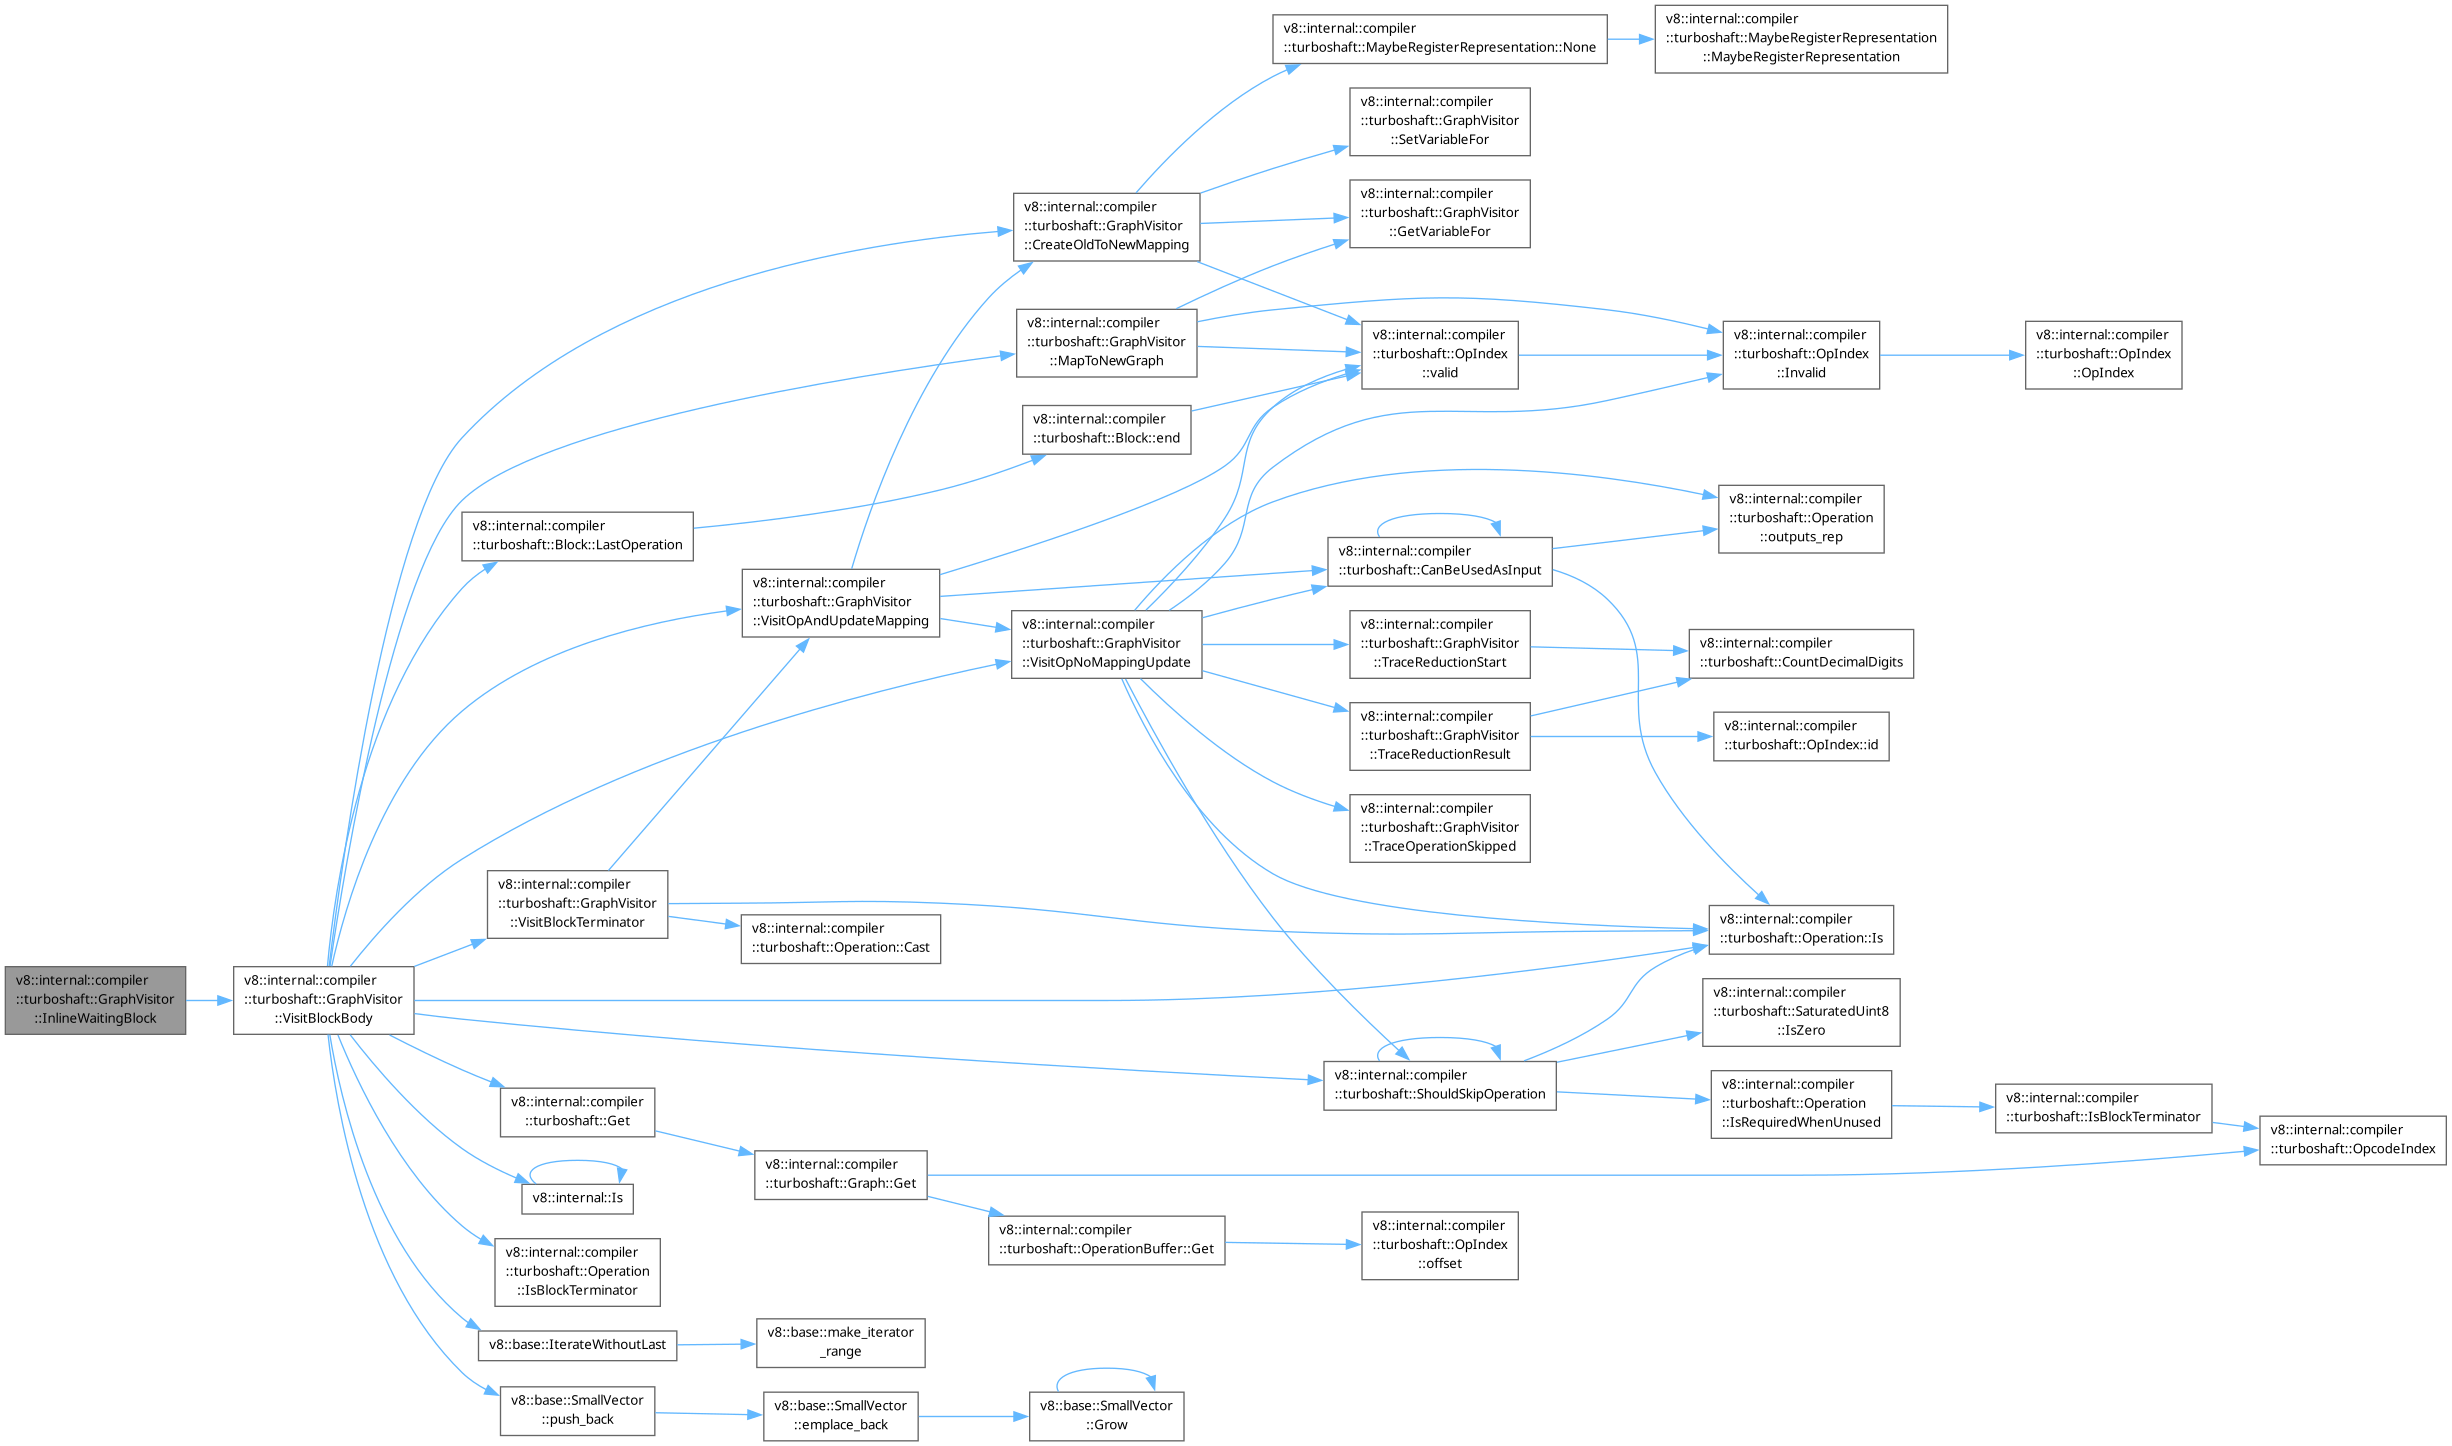 v8::internal::compiler
::turboshaft::GraphVisitor
::InlineWaitingBlock
v8::internal::compiler
::turboshaft::GraphVisitor
::VisitBlockBody
v8::internal::compiler
::turboshaft::Block::LastOperation
v8::internal::compiler
::turboshaft::GraphVisitor
::VisitBlockTerminator
v8::internal::compiler
::turboshaft::Get
v8::internal::Is
v8::internal::compiler
::turboshaft::Operation
::IsBlockTerminator
v8::base::IterateWithoutLast
v8::base::SmallVector
::push_back
v8::internal::compiler
::turboshaft::GraphVisitor
::VisitOpAndUpdateMapping
v8::internal::compiler
::turboshaft::Operation::Cast
v8::internal::compiler
::turboshaft::Graph::Get
v8::base::make_iterator
_range
v8::base::SmallVector
::emplace_back
v8::internal::compiler
::turboshaft::GraphVisitor
::CreateOldToNewMapping
v8::internal::compiler
::turboshaft::GraphVisitor
::MapToNewGraph
v8::internal::compiler
::turboshaft::Block::end
v8::internal::compiler
::turboshaft::GraphVisitor
::VisitOpNoMappingUpdate
v8::internal::compiler
::turboshaft::OperationBuffer::Get
v8::base::SmallVector
::Grow
v8::internal::compiler
::turboshaft::MaybeRegisterRepresentation::None
v8::internal::compiler
::turboshaft::GraphVisitor
::SetVariableFor
v8::internal::compiler
::turboshaft::GraphVisitor
::GetVariableFor
v8::internal::compiler
::turboshaft::OpIndex
::valid
v8::internal::compiler
::turboshaft::CanBeUsedAsInput
v8::internal::compiler
::turboshaft::GraphVisitor
::TraceReductionStart
v8::internal::compiler
::turboshaft::GraphVisitor
::TraceReductionResult
v8::internal::compiler
::turboshaft::GraphVisitor
::TraceOperationSkipped
v8::internal::compiler
::turboshaft::ShouldSkipOperation
v8::internal::compiler
::turboshaft::OpIndex
::offset
v8::internal::compiler
::turboshaft::MaybeRegisterRepresentation
::MaybeRegisterRepresentation
v8::internal::compiler
::turboshaft::OpIndex
::Invalid
v8::internal::compiler
::turboshaft::Operation
::outputs_rep
v8::internal::compiler
::turboshaft::CountDecimalDigits
v8::internal::compiler
::turboshaft::OpIndex::id
v8::internal::compiler
::turboshaft::Operation::Is
v8::internal::compiler
::turboshaft::SaturatedUint8
::IsZero
v8::internal::compiler
::turboshaft::Operation
::IsRequiredWhenUnused
v8::internal::compiler
::turboshaft::OpIndex
::OpIndex
v8::internal::compiler
::turboshaft::IsBlockTerminator
v8::internal::compiler
::turboshaft::OpcodeIndex